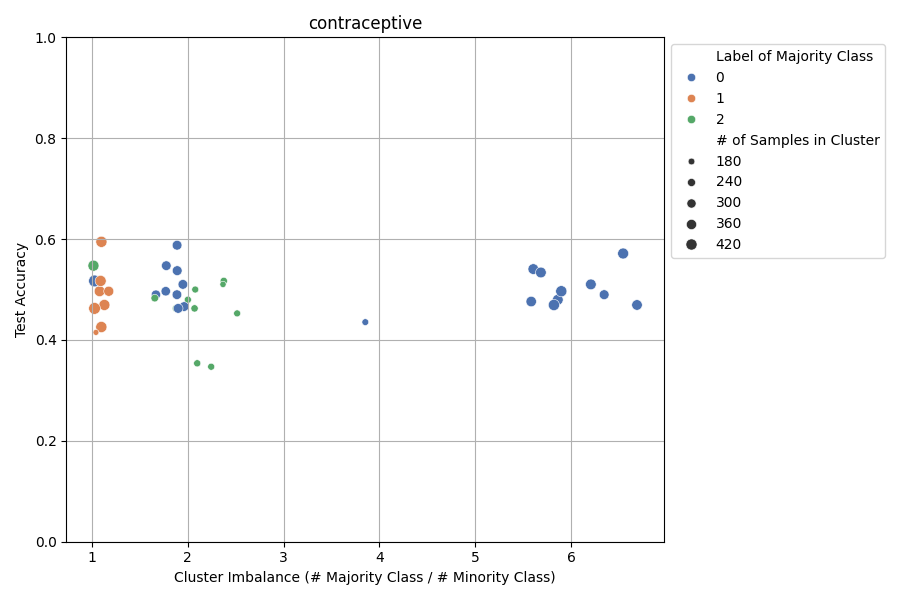 contraceptive
1.0
0.8
0.6
0.4
0.2
0.0
Test Accuracy
1 2 3 4 5 6
Cluster Imbalance (# Majority Class / # Minority Class)
Label of Majority Class
0
1
2
# of Samples in Cluster
180
240
300
360
420